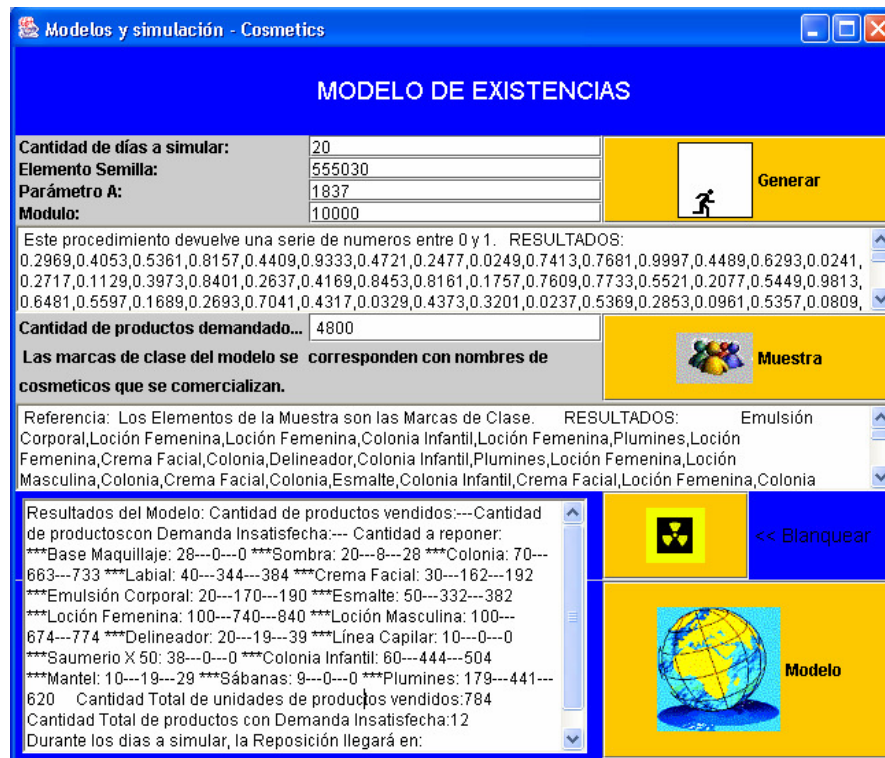 Modelos y simulación - Cosmetics
MODELO DE EXISTENCIAS
Cantidad de días a simular:
20
Elemento Semilla:
555030
Parámetro A:
1837
Modulo:
10000
Generar
Este procedimiento devuelve una serie de numeros entre 0 y 1. RESULTADOS:
0.2969,0.4053,0.5361,0.8157,0.4409,0.9333,0.4721,0.2477,0.0249,0.7413,0.7681,0.9997,0.4489,0.6293,0.0241,
0.2717,0.1129,0.3973,0.8401,0.2637,0.4169,0.8453,0.8161,0.1757,0.7609,0.7733,0.5521,0.2077,0.5449,0.9813,
0.6481,0.5597,0.1689,0.2693,0.7041,0.4317,0.0329,0.4373,0.3201,0.0237,0.5369,0.2853,0.0961,0.5357,0.0809,
Cantidad de productos demandado...
4800
Las marcas de clase del modelo se corresponden con nombres de
cosmeticos que se comercializan.
Muestra
Referencia: Los Elementos de la Muestra son las Marcas de Clase. RESULTADOS: Emulsión
Corporal,Loción Femenina,Loción Femenina,Colonia Infantil,Loción Femenina,Plumines,Loción
Femenina,Crema Facial,Colonia,Delineador,Colonia Infantil,Plumines,Loción Femenina,Loción
Masculina,Colonia,Crema Facial,Colonia,Esmalte,Colonia Infantil,Crema Facial,Loción Femenina,Colonia
Resultados del Modelo: Cantidad de productos vendidos:---Cantidad
de productoscon Demanda Insatisfecha:--- Cantidad a reponer:
***Base Maquillaje: 28---0---0 ***Sombra: 20---8---28 ***Colonia: 70---
663---733 ***Labial: 40---344---384 ***Crema Facial: 30---162---192
***Emulsión Corporal: 20---170---190 ***Esmalte: 50---332---382
***Loción Femenina: 100---740---840 ***Loción Masculina: 100---
674---774 ***Delineador: 20---19---39 ***Línea Capilar: 10---0---0
***Saumerio X 50: 38---0---0 ***Colonia Infantil: 60---444---504
***Mantel: 10---19---29 ***Sábanas: 9---0---0 ***Plumines: 179---441---
620 Cantidad Total de unidades de productos vendidos:784
Cantidad Total de productos con Demanda Insatisfecha:12
Durante los dias a simular, la Reposición llegará en:
<< Blanquear
Modelo